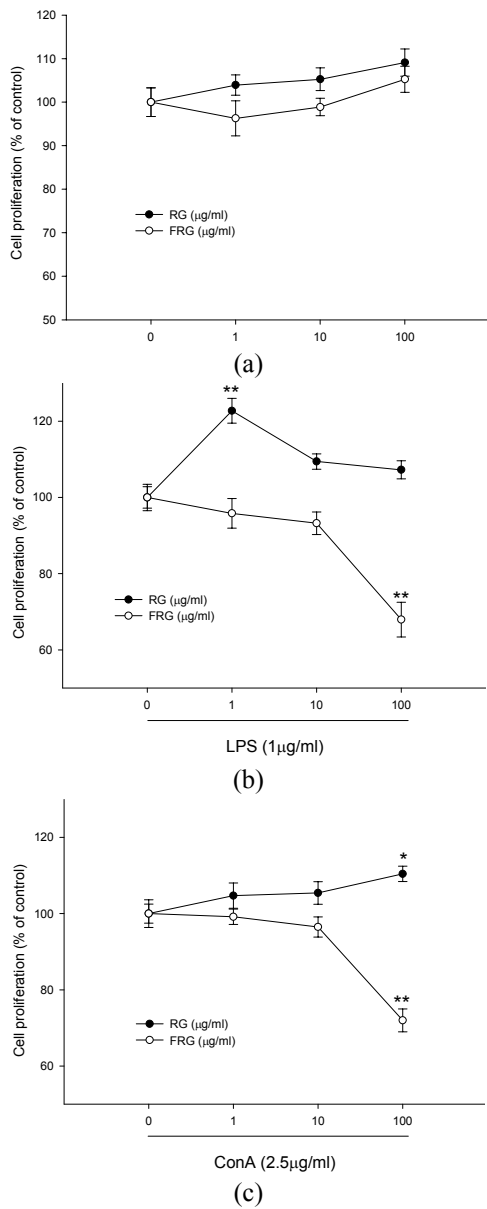 Cell proliferation (% of control)
120
110
100
90
80
70
60
50
RG (μg/ml)
FRG (μg/ml)
0 1 10 100
(a)
Cell proliferation (% of control)
120
100
80
60
**
**
RG (μg/ml)
FRG (μg/ml)
0 1 10 100
LPS (1μg/ml)
(b)
Cell proliferation (% of control)
120
100
80
60
*
**
RG (μg/ml)
FRG (μg/ml)
0 1 10 100
ConA (2.5μg/ml)
(c)